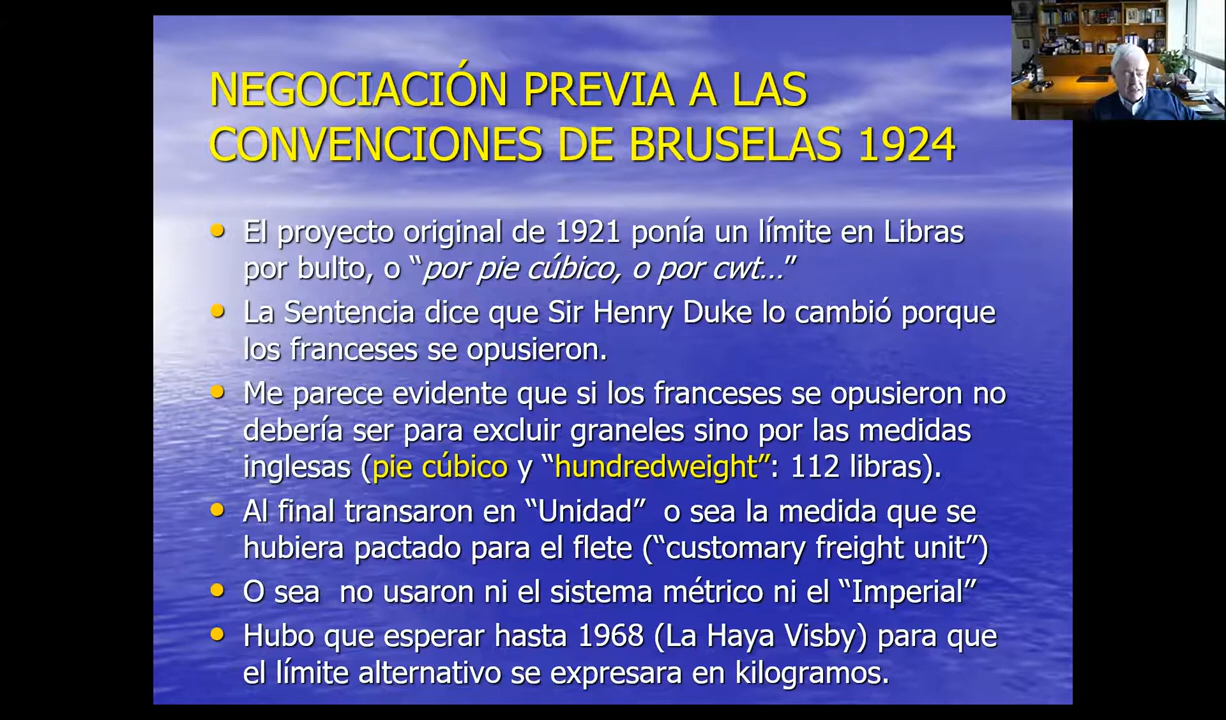 NEGOCIACIÓN PREVIA A LAS
CONVENCIONES DE BRUSELAS 1924
• El proyecto original de 1921 ponía un límite en Libras
por bulto, o “por pie cúbico, o por cwt...”
• La Sentencia dice que Sir Henry Duke lo cambió porque
los franceses se opusieron.
• Me parece evidente que si los franceses se opusieron no
debería ser para excluir graneles sino por las medidas
inglesas (pie cúbico y “hundredweight”: 112 libras).
• Al final transaron en “Unidad” o sea la medida que se
hubiera pactado para el flete (“customary freight unit”)
• O sea no usaron ni el sistema métrico ni el “Imperial”
• Hubo que esperar hasta 1968 (La Haya Visby) para que
el límite alternativo se expresara en kilogramos.